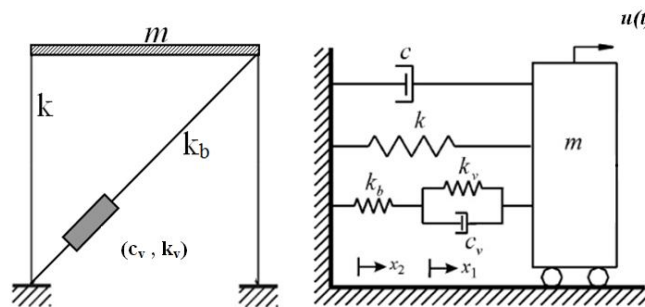 m
k
k_b
(c_v , k_v)
u(t,
c
k
m
k_v
k_b
c_v
x_2
x_1